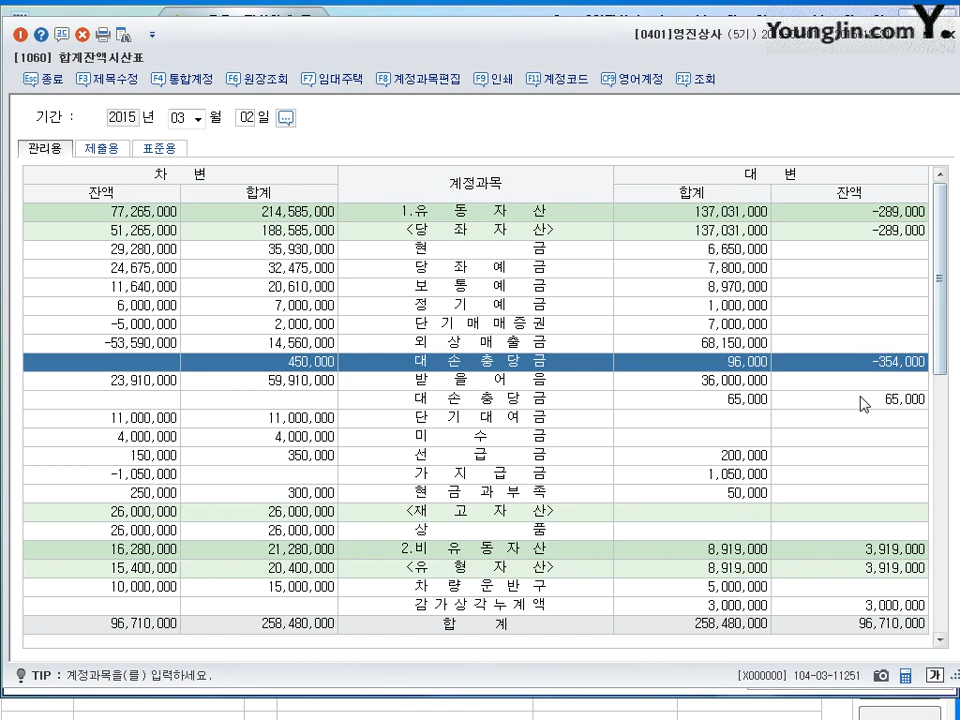 [0401]영진상사 (5기)
Younglin.com Y.
[1060] 합계잔액시산표
Esc 종료 F3 제목수정 F4 통합계정 F6 원장조회 F7 임대주택 F8 계정과목편집 F9 인쇄 F11 계정코드 CF9 영어계정 F12 조회
기간 : 2015 년 03 월 02 일
관리용 제출용 표준용
차 변 계정과목 대 변
잔액 합계 합계 잔액
77,265,000 214,585,000 1.유 동 자 산 137,031,000 -289,000
51,265,000 188,585,000 <당 좌 자 산> 137,031,000 -289,000
29,280,000 35,930,000 현 금 6,650,000
24,675,000 32,475,000 당 좌 예 금 7,800,000
11,640,000 20,610,000 보 통 예 금 8,970,000
6,000,000 7,000,000 정 기 예 금 1,000,000
-5,000,000 2,000,000 단 기 매 매 증 권 7,000,000
-53,590,000 14,560,000 외 상 매 출 금 68,150,000
450,000 대 손 충 당 금 96,000 -354,000
23,910,000 59,910,000 받 을 어 음 36,000,000
대 손 충 당 금 65,000 65,000
11,000,000 11,000,000 단 기 대 여 금
4,000,000 4,000,000 미 수 금
150,000 350,000 선 급 금 200,000
-1,050,000 가 지 급 금 1,050,000
250,000 300,000 현 금 과 부 족 50,000
26,000,000 26,000,000 <재 고 자 산>
26,000,000 26,000,000 상 품
16,280,000 21,280,000 2.비 유 동 자 산 8,919,000 3,919,000
15,400,000 20,400,000 <유 형 자 산> 8,919,000 3,919,000
10,000,000 15,000,000 차 량 운 반 구 5,000,000
감 가 상 각 누 계 액 3,000,000 3,000,000
96,710,000 258,480,000 합 계 258,480,000 96,710,000
TIP : 계정과목을(를) 입력하세요. [X000000] 104-03-11251 가